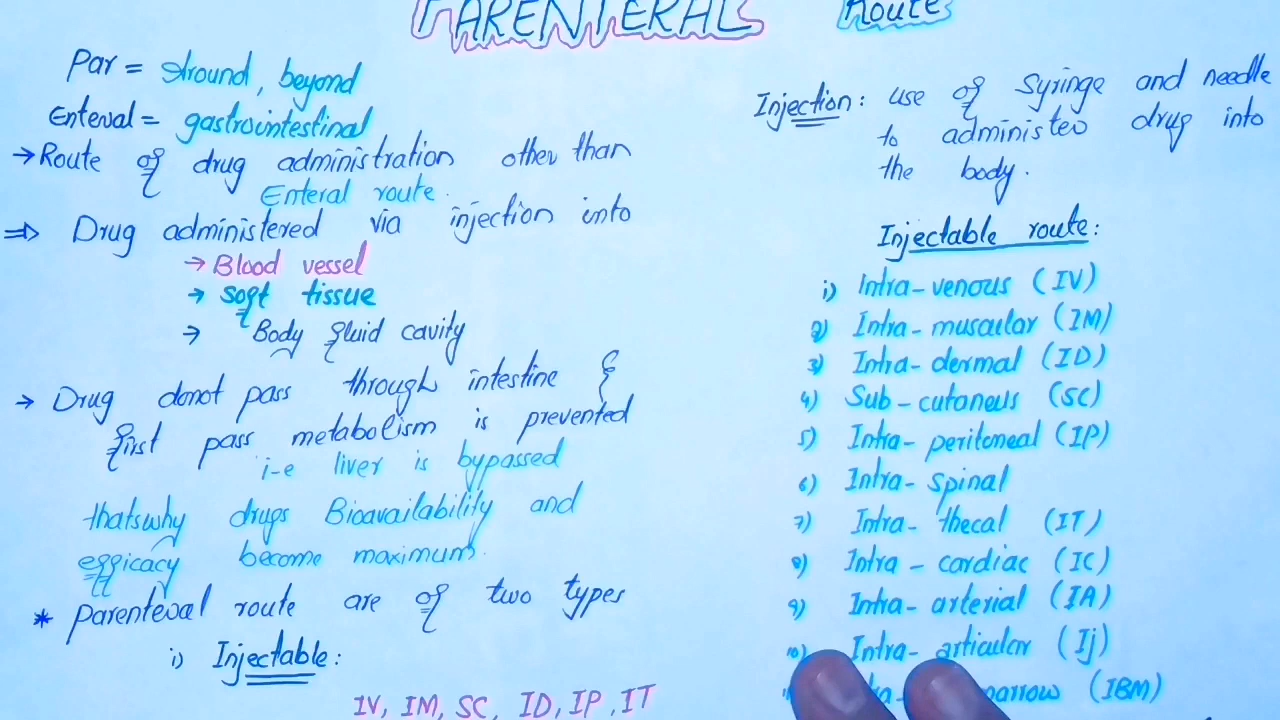 PARENTERAL Route
Par = around, beyond
Enteral = gastrointestinal
→ Route of drug administration other than
Enteral route.
⇒ Drug administered via injection into
→ Blood vessel
→ Soft tissue
→ Body fluid cavity
→ Drug donot pass through intestine &
first pass metabolism is prevented
i-e liver is bypassed
thatswhy drugs Bioavailability and
efficacy become maximum.
* Parenteral route are of two types
i) Injectable:
IV, IM, SC, ID, IP, IT
Injection: use of Syringe and needle
to administer drug into
the body.
Injectable route:
1) Intra-venous (IV)
2) Intra-muscular (IM)
3) Intra-dermal (ID)
4) Sub-cutaneus (SC)
5) Intra-peritoneal (IP)
6) Intra-spinal
7) Intra-thecal (IT)
8) Intra-cardiac (IC)
9) Intra-arterial (IA)
10) Intra-articular (Ij)
(IBM)